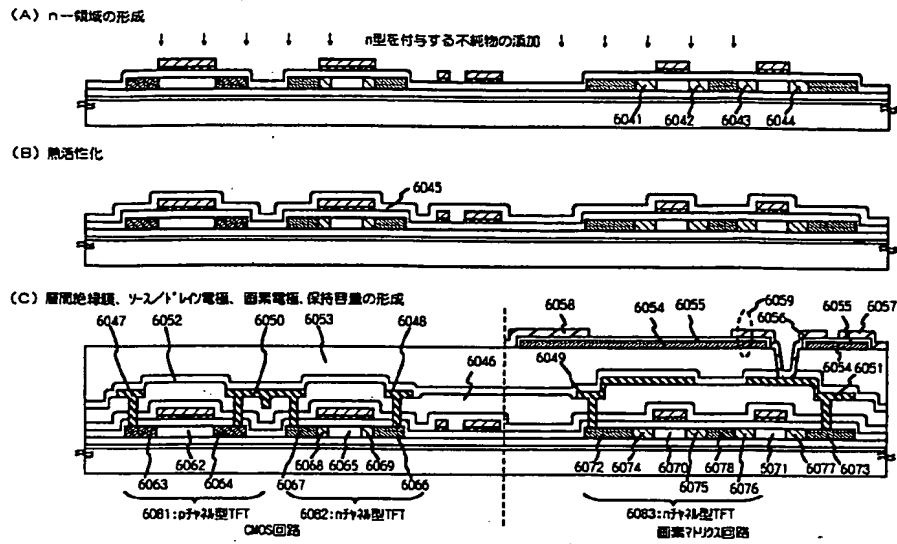 (A) n−−領域の形成
n型を付与する不純物の添加
6041 6042 6043 6044
(B) 熱活性化
6045
(C) 層間絶縁膜、ソース/ドレイン電極、画素電極、保持容量の形成
6047 6052 6050 6053 6048 6058 6054 6055 6059 6056 6055 6057
6054
6046 6049 6051
6062 6068 6065 6069 6072 6074 6070 6078 5071 6077 6073
6063 6064 6067 6066 6075 6076
6081:pチャネル型TFT 6082:nチャネル型TFT 6083:nチャネル型TFT
CMOS回路 画素マトリクス回路